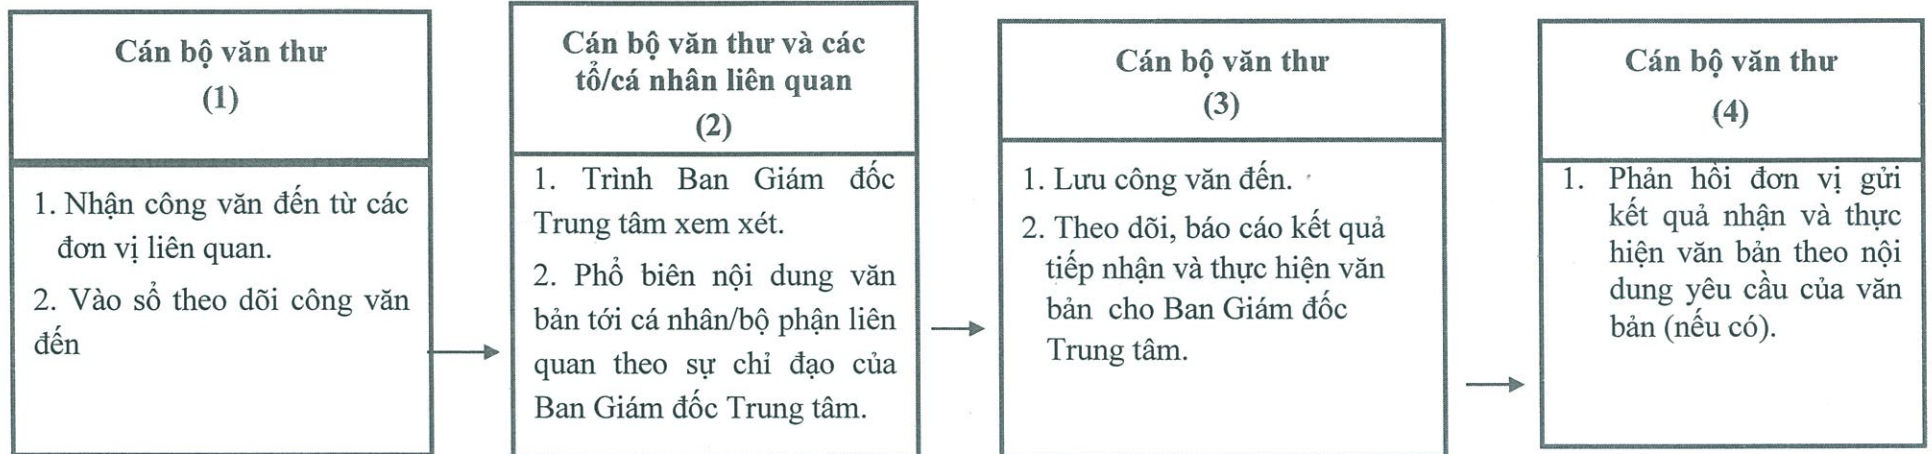 Cán bộ văn thư
(1)
1. Nhận công văn đến từ các
đơn vị liên quan.
2. Vào sổ theo dõi công văn
đến
Cán bộ văn thư và các
tổ/cá nhân liên quan
(2)
1. Trình Ban Giám đốc
Trung tâm xem xét.
2. Phổ biên nội dung văn
bản tới cá nhân/bộ phận liên
quan theo sự chỉ đạo của
Ban Giám đốc Trung tâm.
Cán bộ văn thư
(3)
1. Lưu công văn đến.
2. Theo dõi, báo cáo kết quả
tiếp nhận và thực hiện văn
bản cho Ban Giám đốc
Trung tâm.
Cán bộ văn thư
(4)
1. Phản hồi đơn vị gửi
kết quả nhận và thực
hiện văn bản theo nội
dung yêu cầu của văn
bản (nếu có).